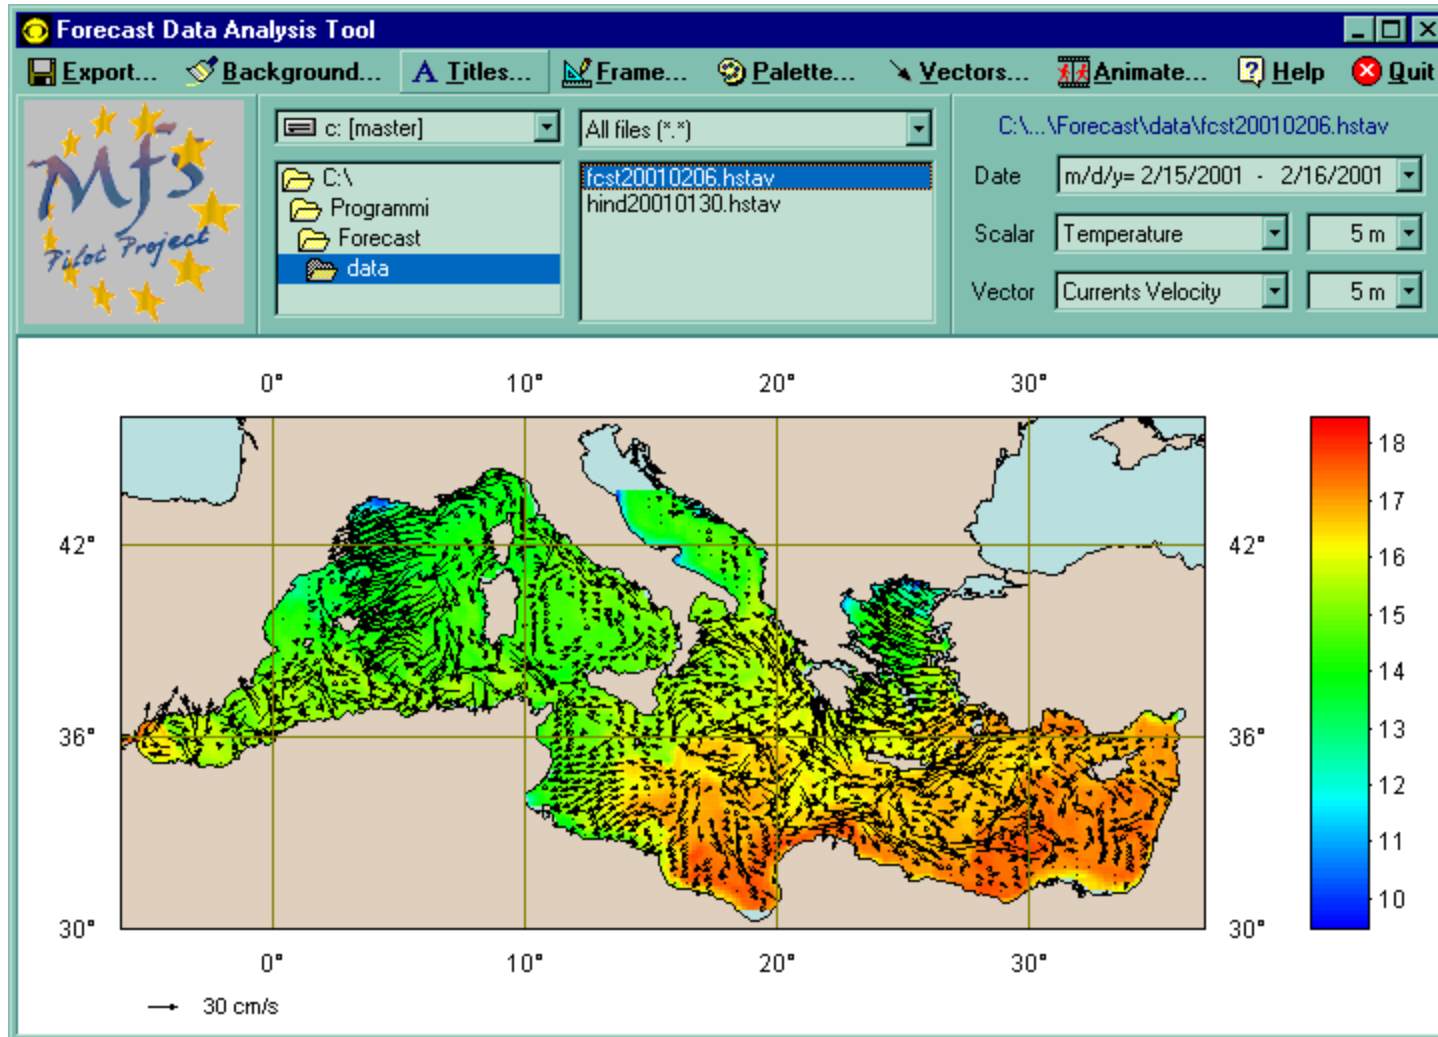 Forecast Data Analysis Tool
Export... Background... Titles... Frame... Palette... Vectors... Animate... Help Quit
Mfs
Pilot Project
c: [master]
C:\
Programmi
Forecast
data
All files (*.*)
fcst20010206.hstav
hind20010130.hstav
C:\...\Forecast\data\fcst20010206.hstav
Date m/d/y= 2/15/2001 - 2/16/2001
Scalar Temperature 5 m
Vector Currents Velocity 5 m
0° 10° 20° 30°
18
17
16
15
14
13
12
11
10
42° 42°
36° 36°
30° 30°
0° 10° 20° 30°
30 cm/s